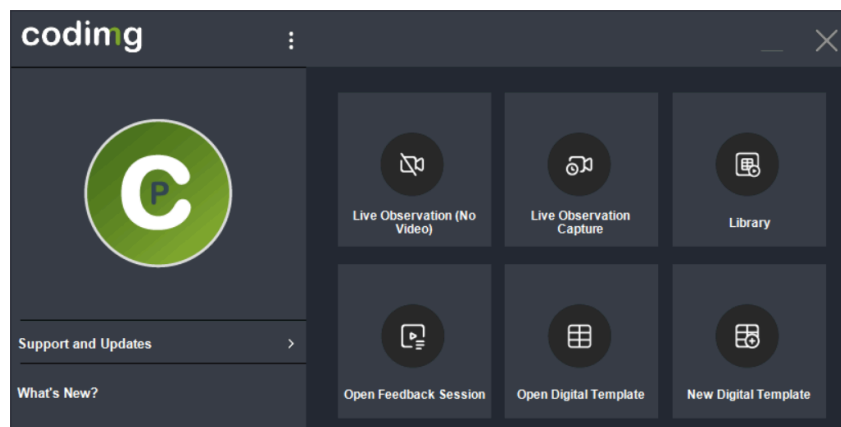 codimg
CP
Support and Updates
What's New?
Live Observation (No
Video)
Live Observation
Capture
Library
Open Feedback Session
Open Digital Template
New Digital Template